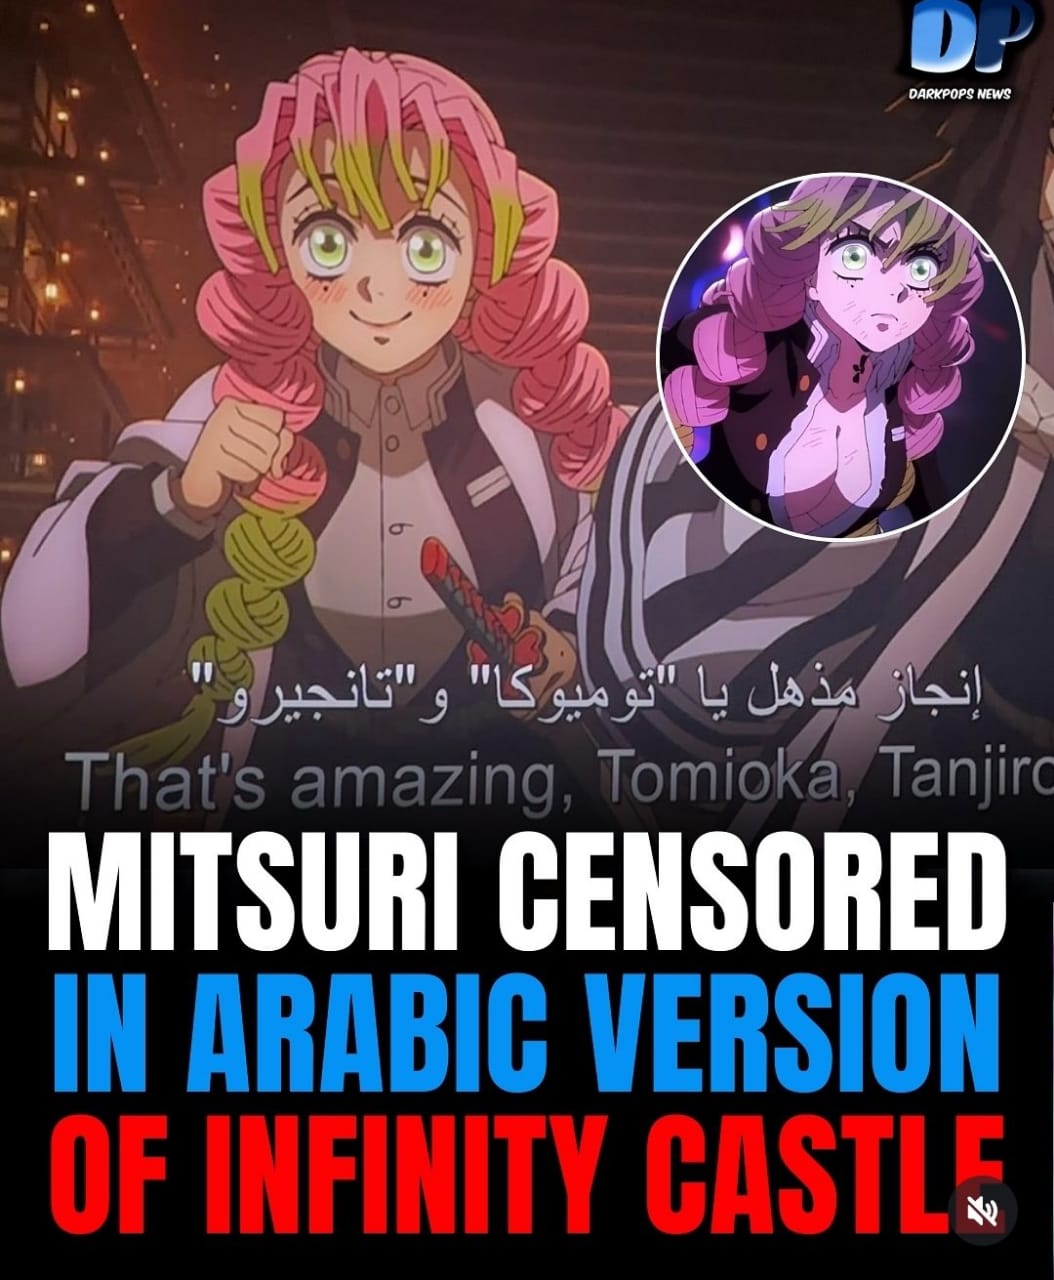 DP
DARKPOPS NEWS
إنجاز مذهل يا "توميوكا" و "تانجيرو"
That's amazing, Tomioka, Tanjiro
MITSURI CENSORED
IN ARABIC VERSION
OF INFINITY CASTLE